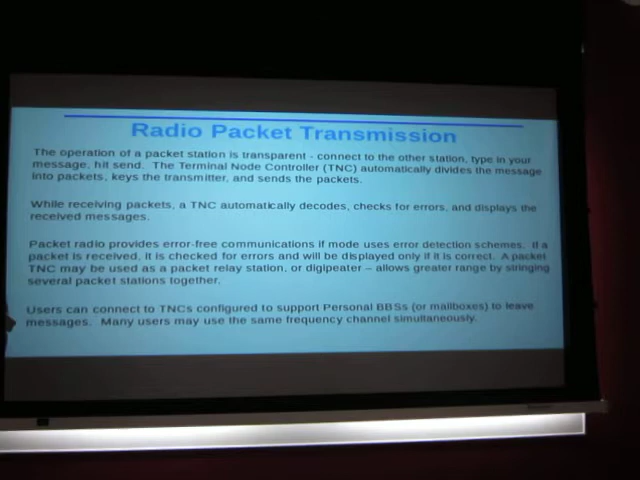 Radio Packet Transmission
The operation of a packet station is transparent - connect to the other station, type in your
message, hit send. The Terminal Node Controller (TNC) automatically divides the message
into packets, keys the transmitter, and sends the packets.
While receiving packets, a TNC automatically decodes, checks for errors, and displays the
received messages.
Packet radio provides error-free communications if mode uses error detection schemes. If a
packet is received, it is checked for errors and will be displayed only if it is correct. A packet
TNC may be used as a packet relay station, or digipeater – allows greater range by stringing
several packet stations together.
Users can connect to TNCs configured to support Personal BBSs (or mailboxes) to leave
messages. Many users may use the same frequency channel simultaneously.